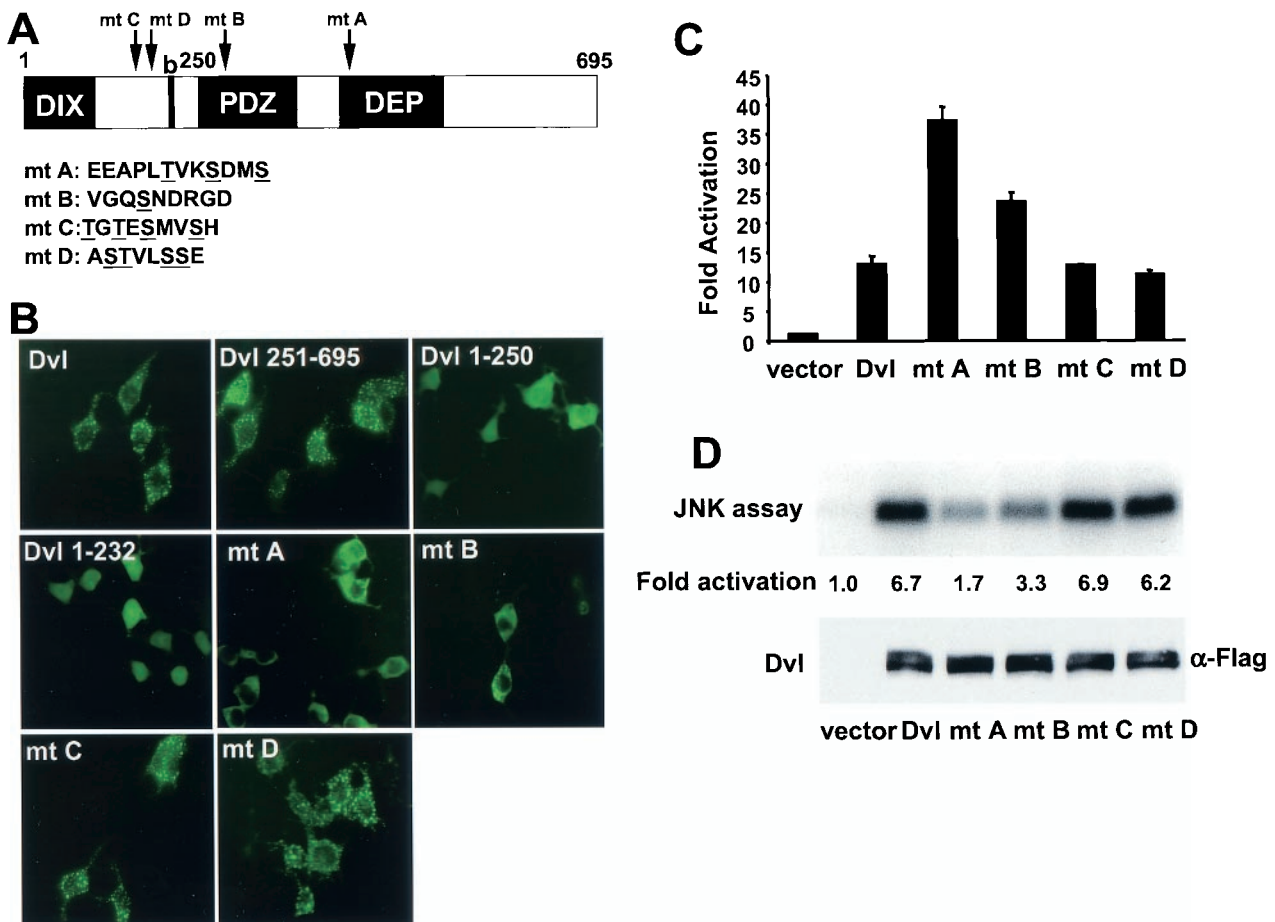 A
mt C mt D mt B mt A
1 b 250 695
DIX PDZ DEP
mt A: EEAPLTVKSDMS
mt B: VGQSNDRGD
mt C:TGTESMVSH
mt D: ASTVLSSE
B
Dvl
Dvl 251-695
Dvl 1-250
Dvl 1-232
mt A
mt B
mt C
mt D
C
Fold Activation
45
40
35
30
25
20
15
10
5
0
vector Dvl mt A mt B mt C mt D
D
JNK assay
Fold activation 1.0 6.7 1.7 3.3 6.9 6.2
Dvl α-Flag
vector Dvl mt A mt B mt C mt D